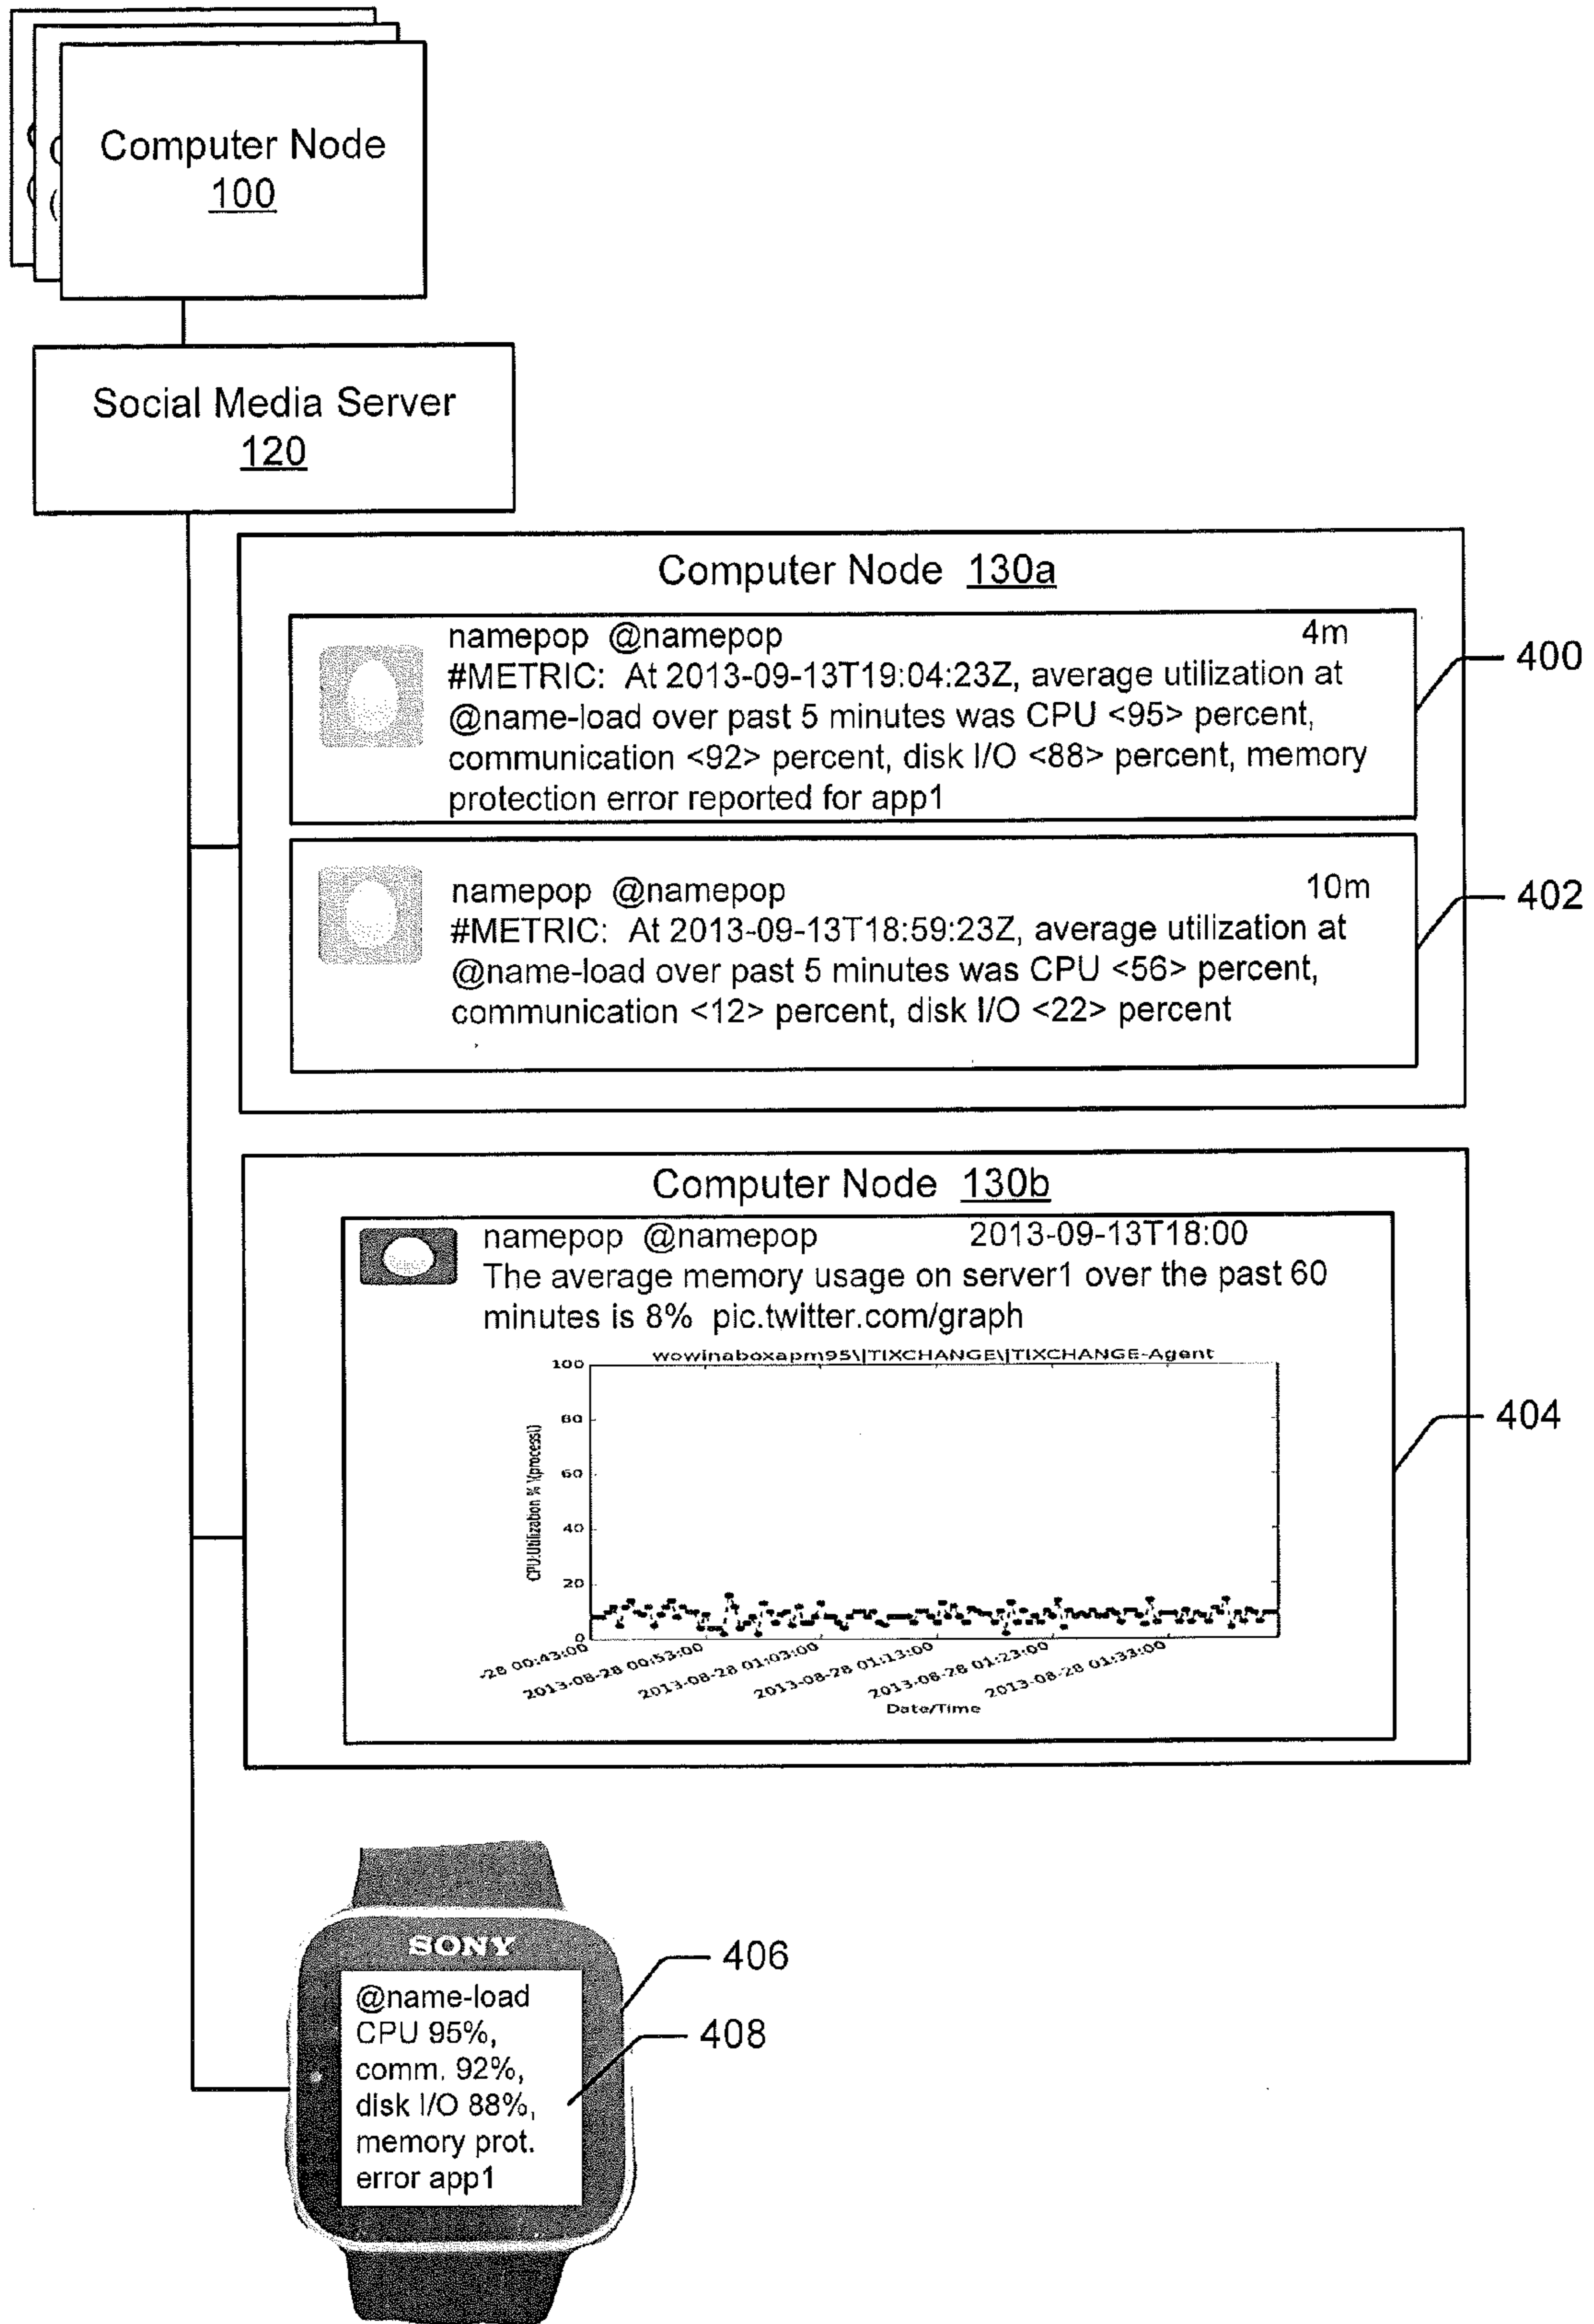 Computer Node
100
Social Media Server
120
Computer Node 130a
namepop @namepop 4m
#METRIC: At 2013-09-13T19:04:23Z, average utilization at
@name-load over past 5 minutes was CPU <95> percent,
communication <92> percent, disk I/O <88> percent, memory
protection error reported for app1
400
namepop @namepop 10m
#METRIC: At 2013-09-13T18:59:23Z, average utilization at
@name-load over past 5 minutes was CPU <56> percent,
communication <12> percent, disk I/O <22> percent
402
Computer Node 130b
namepop @namepop 2013-09-13T18:00
The average memory usage on server1 over the past 60
minutes is 8% pic.twitter.com/graph
wowinaboxapm95\|TIXCHANGE\|TIXCHANGE-Agent
100
80
60
40
20
0
CPU:Utilization % \(process\)
-28 00:43:00
2013-08-28 00:53:00
2013-08-28 01:03:00
2013-08-28 01:13:00
2013-08-28 01:23:00
2013-08-28 01:33:00
Date/Time
404
SONY
@name-load
CPU 95%,
comm. 92%,
disk I/O 88%,
memory prot.
error app1
406
408